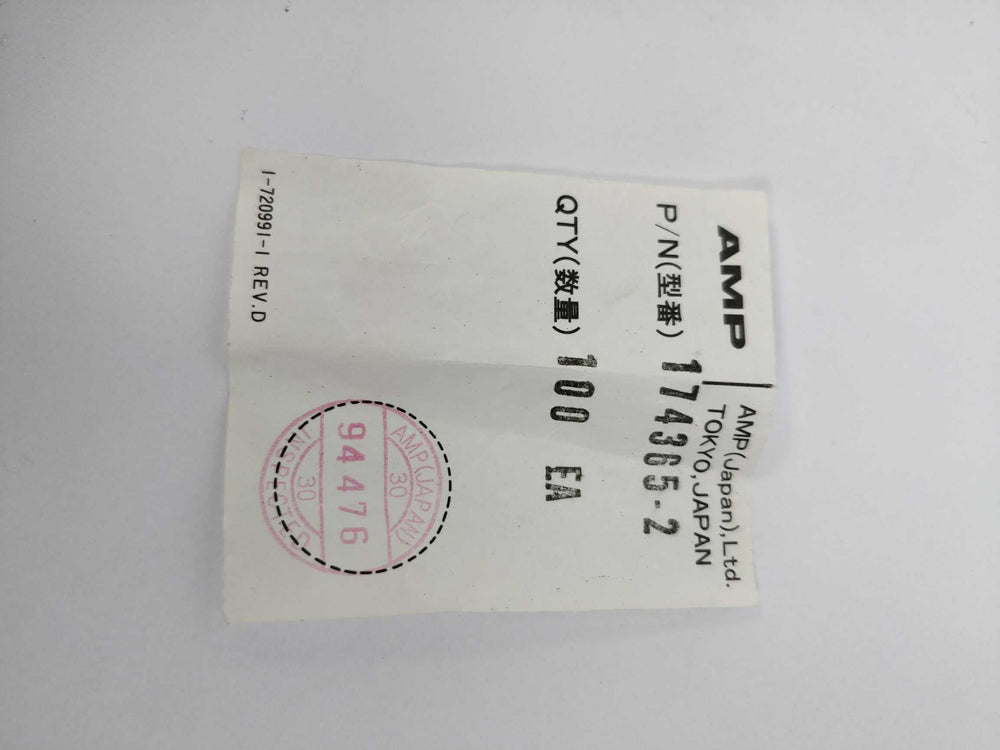 AMP
AMP(Japan),Ltd.
TOKYO,JAPAN
P/N(型番) 174365-2
QTY(数量) 100 EA
AMP(JAPAN)
30
94476
30
INSPECTED
1-720991-1 REV.D